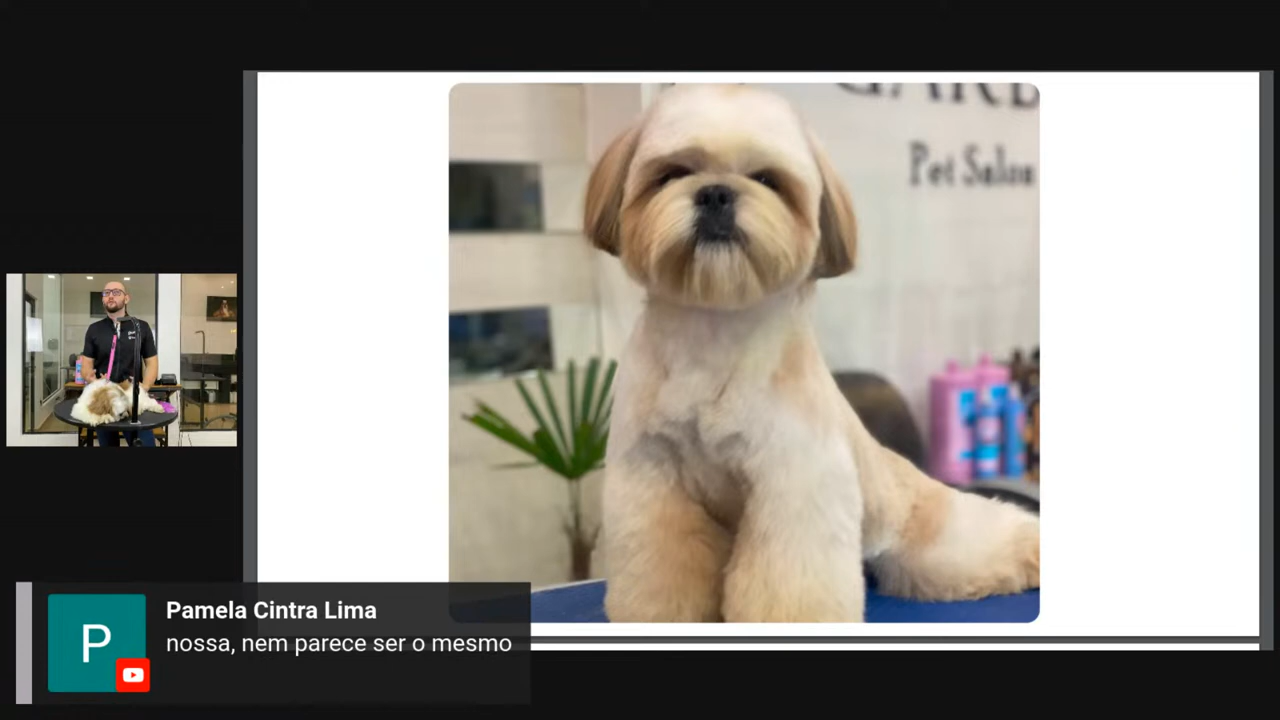 Pet Salon
Pamela Cintra Lima
nossa, nem parece ser o mesmo
P